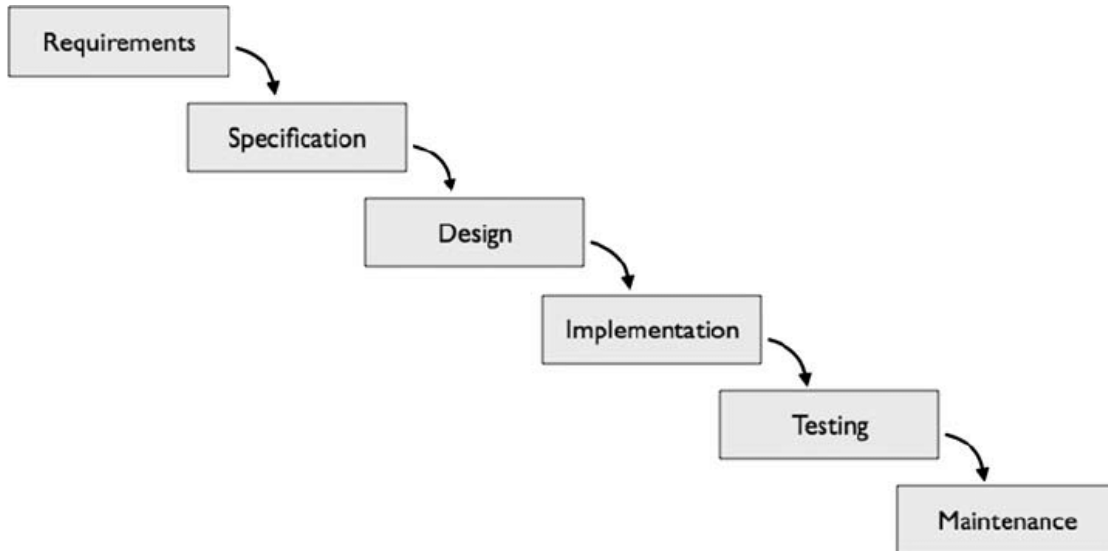 Requirements
Specification
Design
Implementation
Testing
Maintenance